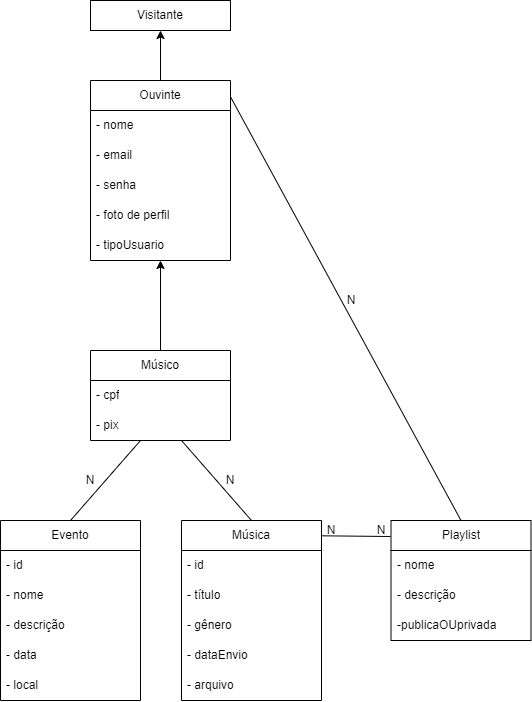 Visitante
Ouvinte
- nome
- email
- senha
- foto de perfil
- tipoUsuario
N
Músico
- cpf
- pix
N
N
Evento
- id
- nome
- descrição
- data
- local
Música
- id
- título
- gênero
- dataEnvio
- arquivo
N
N
Playlist
- nome
- descrição
-publicaOUprivada